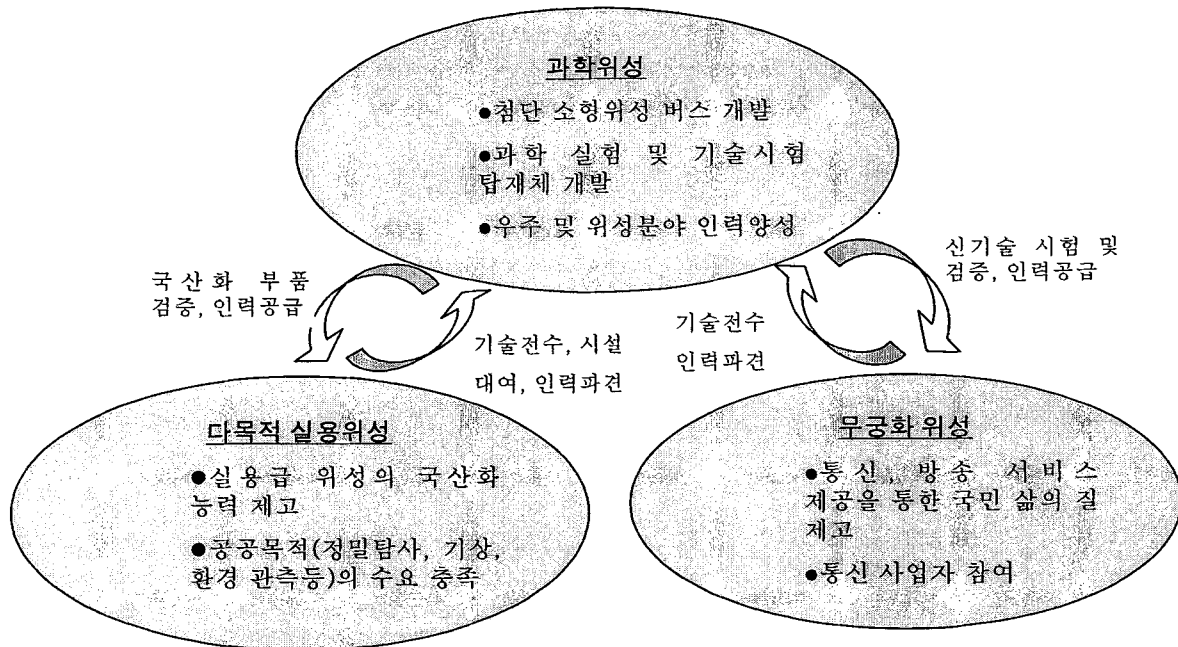 과학위성
●첨단 소형위성 버스 개발
●과학 실험 및 기술시험
탑재체 개발
●우주 및 위성분야 인력양성
국산화 부품
검증, 인력공급
기술전수, 시설
대여, 인력파견
기술전수
인력파견
신기술 시험 및
검증, 인력공급
다목적 실용위성
●실용급 위성의 국산화
능력 제고
●공공목적(정밀탐사, 기상,
환경 관측등)의 수요 충족
무궁화 위성
●통신, 방송 서비스
제공을 통한 국민 삶의 질
제고
●통신 사업자 참여